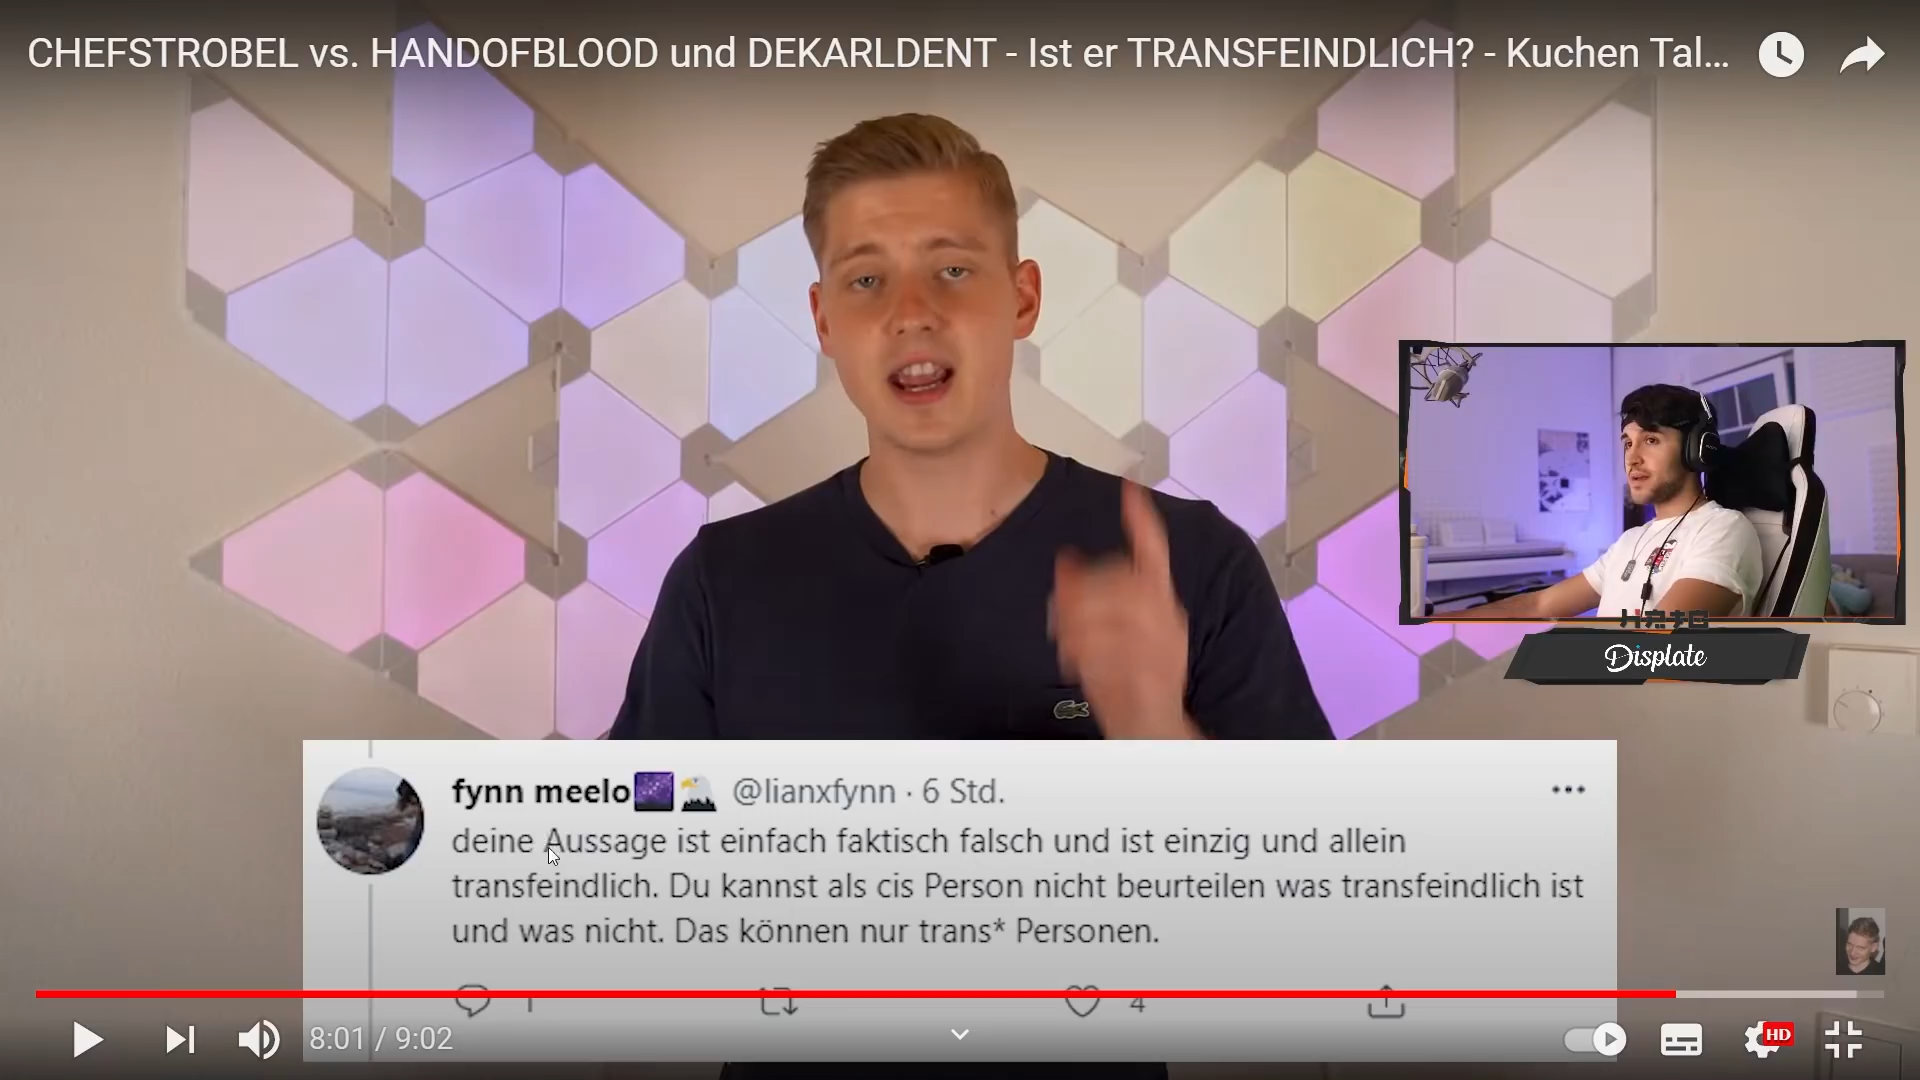 CHEFSTROBEL vs. HANDOFBLOOD und DEKARLDENT - Ist er TRANSFEINDLICH? - Kuchen Tal...
Displate
fynn meelo @lianxfynn · 6 Std.
deine Aussage ist einfach faktisch falsch und ist einzig und allein
transfeindlich. Du kannst als cis Person nicht beurteilen was transfeindlich ist
und was nicht. Das können nur trans* Personen.
1 4
8:01 / 9:02
HD